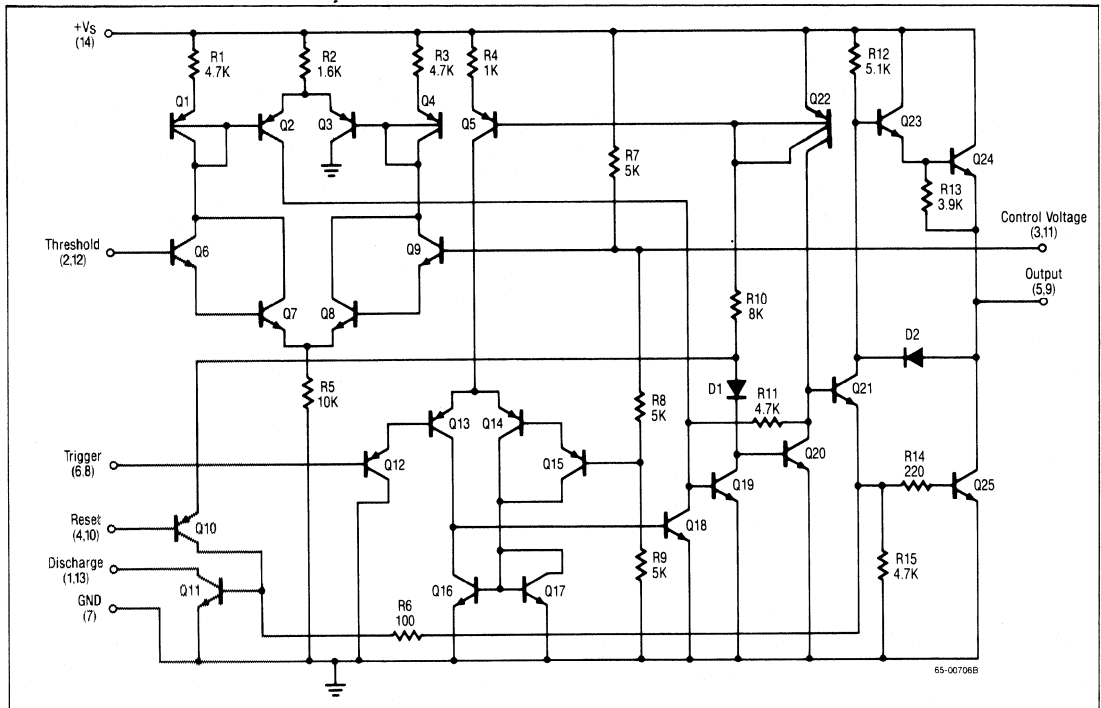 +Vs
(14)
R1
4.7K
R2
1.6K
R3
4.7K
R4
1K
R12
5.1K
Q1
Q2
Q3
Q4
Q5
Q22
Q23
Q24
R7
5K
R13
3.9K
Control Voltage
(3,11)
Threshold
(2,12)
Q6
Q9
Output
(5,9)
R10
8K
Q7
Q8
D2
R5
10K
D1
R11
4.7K
Q21
R8
5K
Q13
Q14
Trigger
(6,8)
Q12
Q15
Q20
R14
220
Q19
Q25
Reset
(4,10)
Q10
Q18
Discharge
(1,13)
Q11
R9
5K
R15
4.7K
Q16
Q17
GND
(7)
R6
100
65-00706B